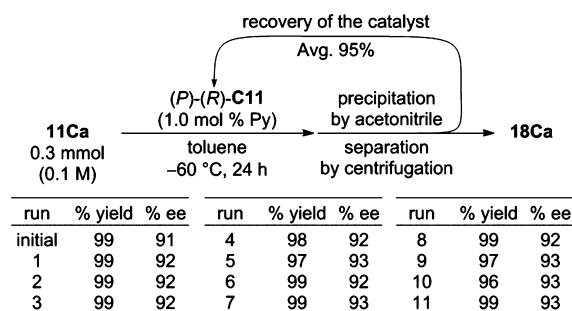 recovery of the catalyst
Avg. 95%
(P)-(R)-C11
(1.0 mol % Py)
precipitation
by acetonitrile
11Ca
18Ca
0.3 mmol
(0.1 M)
toluene
–60 °C, 24 h
separation
by centrifugation
run % yield % ee run % yield % ee run % yield % ee
initial 99 91 4 98 92 8 99 92
1 99 92 5 97 93 9 97 93
2 99 92 6 99 92 10 96 93
3 99 92 7 99 93 11 99 93